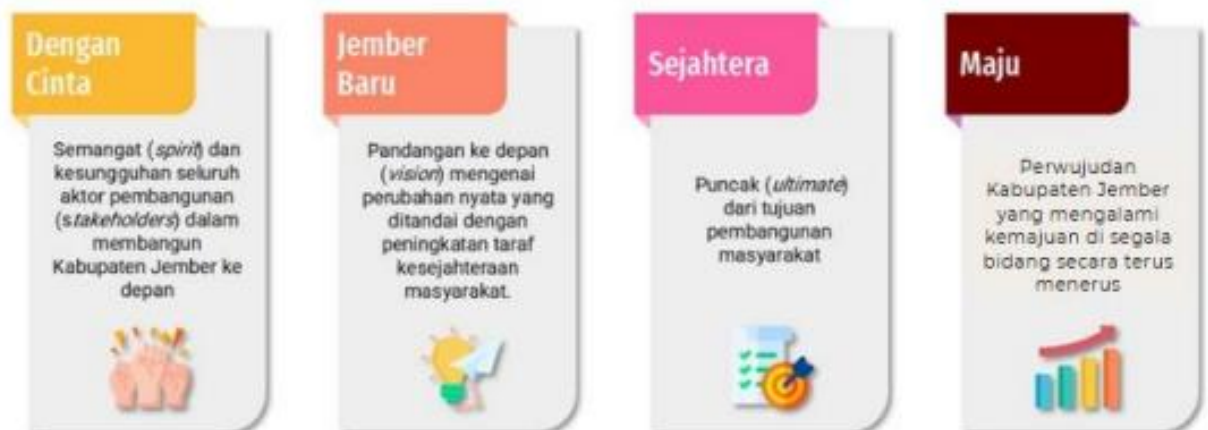 Dengan
Cinta
Semangat (spirit) dan
kesungguhan seluruh
aktor pembangunan
(stakeholders) dalam
membangun
Kabupaten Jember ke
depan
Jember
Baru
Pandangan ke depan
(vision) mengenai
perubahan nyata yang
ditandai dengan
peningkatan taraf
kesejahteraan
masyarakat.
Sejahtera
Puncak (ultimate)
dari tujuan
pembangunan
masyarakat
Maju
Perwujudan
Kabupaten Jember
yang mengalami
kemajuan di segala
bidang secara terus
menerus